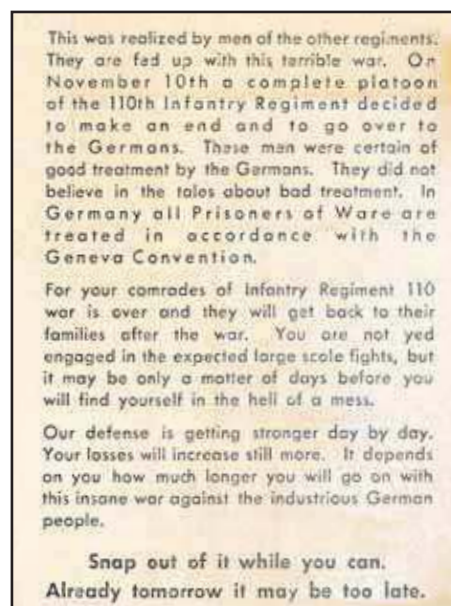 This was realized by men of the other regiments.
They are fed up with this terrible war. On
November 10th a complete platoon
of the 110th Infantry Regiment decided
to make an end and to go over to
the Germans. These men were certain of
good treatment by the Germans. They did not
believe in the tales about bad treatment. In
Germany all Prisoners of Ware are
treated in accordance with the
Geneva Convention.
For your comrades of Infantry Regiment 110
war is over and they will get back to their
families after the war. You are not yed
engaged in the expected large scole fights, but
it may be only a matter of days before you
will find yourself in the hell of a mess.
Our defense is getting stronger day by day.
Your losses will increase still more. It depends
on you how much longer you will go on with
this insane war against the industrious German
people.
Snap out of it while you can.
Already tomorrow it may be too late.